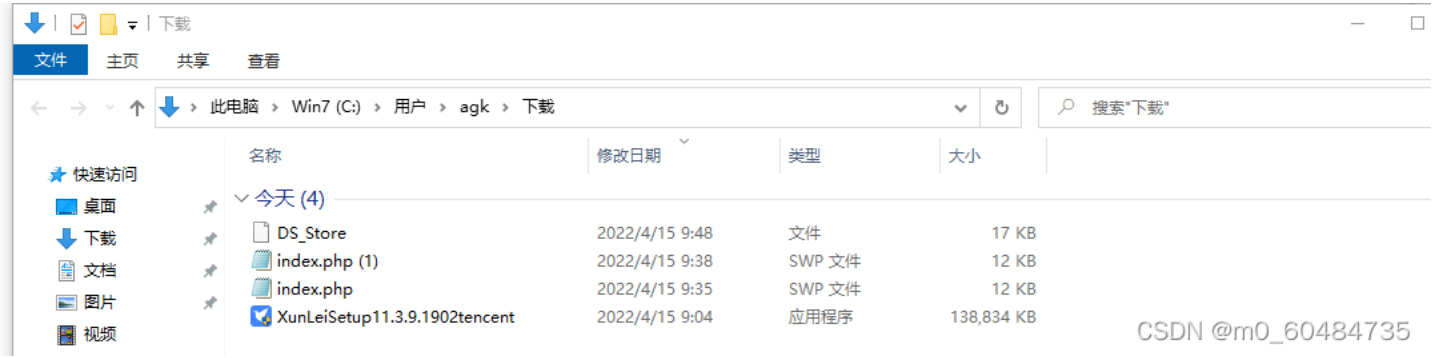 下载
文件 主页 共享 查看
此电脑 › Win7 (C:) › 用户 › agk › 下载 搜索"下载"
名称 修改日期 类型 大小
快速访问
桌面
下载
文档
图片
视频
今天 (4)
DS_Store 2022/4/15 9:48 文件 17 KB
index.php (1) 2022/4/15 9:38 SWP 文件 12 KB
index.php 2022/4/15 9:35 SWP 文件 12 KB
XunLeiSetup11.3.9.1902tencent 2022/4/15 9:04 应用程序 138,834 KB
CSDN @m0_60484735